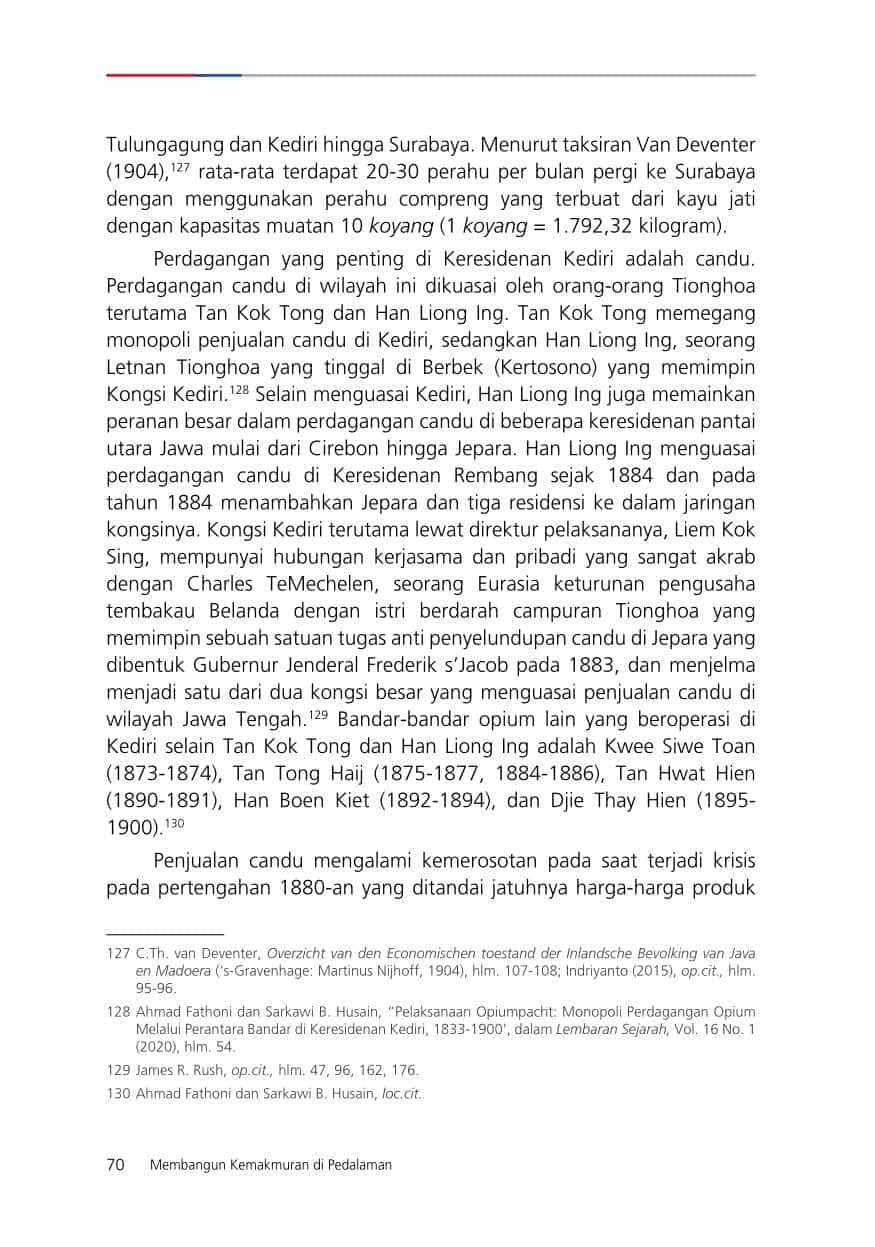 Tulungagung dan Kediri hingga Surabaya. Menurut taksiran Van Deventer
(1904),127 rata-rata terdapat 20-30 perahu per bulan pergi ke Surabaya
dengan menggunakan perahu compreng yang terbuat dari kayu jati
dengan kapasitas muatan 10 koyang (1 koyang = 1.792,32 kilogram).
Perdagangan yang penting di Keresidenan Kediri adalah candu.
Perdagangan candu di wilayah ini dikuasai oleh orang-orang Tionghoa
terutama Tan Kok Tong dan Han Liong Ing. Tan Kok Tong memegang
monopoli penjualan candu di Kediri, sedangkan Han Liong Ing, seorang
Letnan Tionghoa yang tinggal di Berbek (Kertosono) yang memimpin
Kongsi Kediri.128 Selain menguasai Kediri, Han Liong Ing juga memainkan
peranan besar dalam perdagangan candu di beberapa keresidenan pantai
utara Jawa mulai dari Cirebon hingga Jepara. Han Liong Ing menguasai
perdagangan candu di Keresidenan Rembang sejak 1884 dan pada
tahun 1884 menambahkan Jepara dan tiga residensi ke dalam jaringan
kongsinya. Kongsi Kediri terutama lewat direktur pelaksananya, Liem Kok
Sing, mempunyai hubungan kerjasama dan pribadi yang sangat akrab
dengan Charles TeMechelen, seorang Eurasia keturunan pengusaha
tembakau Belanda dengan istri berdarah campuran Tionghoa yang
memimpin sebuah satuan tugas anti penyelundupan candu di Jepara yang
dibentuk Gubernur Jenderal Frederik s’Jacob pada 1883, dan menjelma
menjadi satu dari dua kongsi besar yang menguasai penjualan candu di
wilayah Jawa Tengah.129 Bandar-bandar opium lain yang beroperasi di
Kediri selain Tan Kok Tong dan Han Liong Ing adalah Kwee Siwe Toan
(1873-1874), Tan Tong Haij (1875-1877, 1884-1886), Tan Hwat Hien
(1890-1891), Han Boen Kiet (1892-1894), dan Djie Thay Hien (1895-
1900).130
Penjualan candu mengalami kemerosotan pada saat terjadi krisis
pada pertengahan 1880-an yang ditandai jatuhnya harga-harga produk
127 C.Th. van Deventer, Overzicht van den Economischen toestand der Inlandsche Bevolking van Java
en Madoera (‘s-Gravenhage: Martinus Nijhoff, 1904), hlm. 107-108; Indriyanto (2015), op.cit., hlm.
95-96.
128 Ahmad Fathoni dan Sarkawi B. Husain, “Pelaksanaan Opiumpacht: Monopoli Perdagangan Opium
Melalui Perantara Bandar di Keresidenan Kediri, 1833-1900’, dalam Lembaran Sejarah, Vol. 16 No. 1
(2020), hlm. 54.
129 James R. Rush, op.cit., hlm. 47, 96, 162, 176.
130 Ahmad Fathoni dan Sarkawi B. Husain, loc.cit.
70 Membangun Kemakmuran di Pedalaman